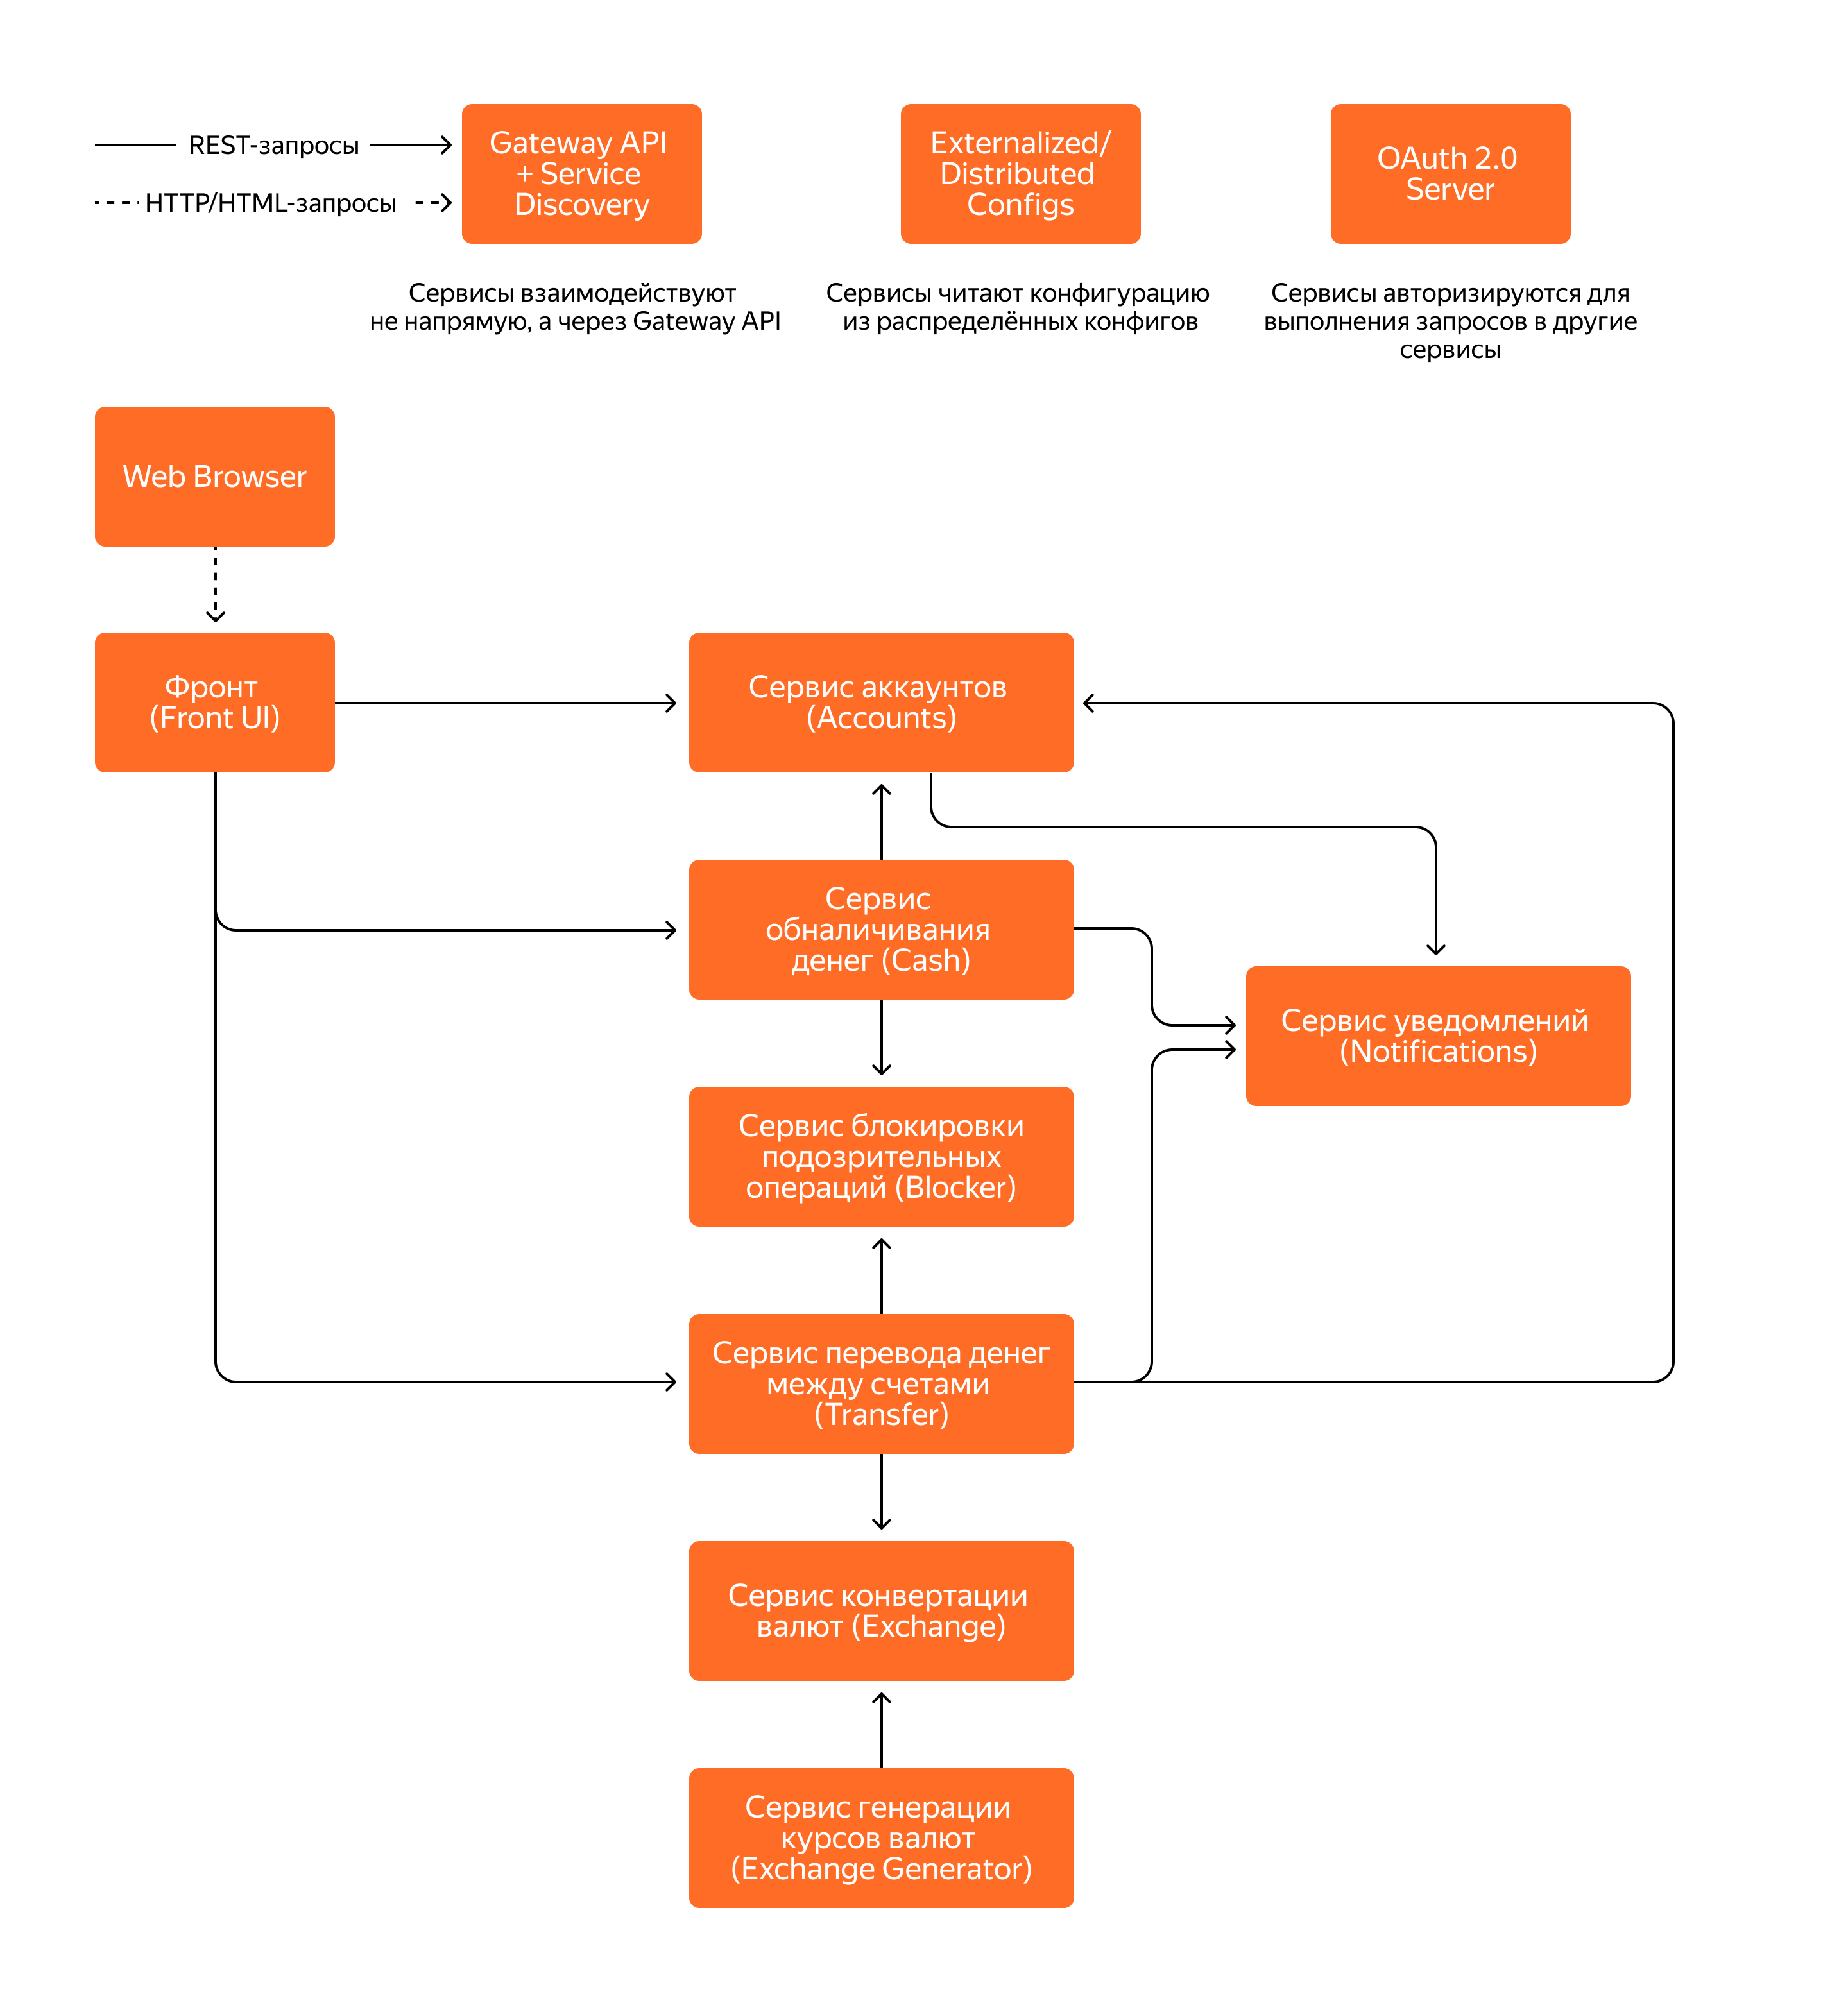 REST-запросы
HTTP/HTML-запросы
Gateway API
+ Service
Discovery
Externalized/
Distributed
Configs
OAuth 2.0
Server
Сервисы взаимодействуют
не напрямую, а через Gateway API
Сервисы читают конфигурацию
из распределённых конфигов
Сервисы авторизируются для
выполнения запросов в другие
сервисы
Web Browser
Фронт
(Front UI)
Сервис аккаунтов
(Accounts)
Сервис
обналичивания
денег (Cash)
Сервис уведомлений
(Notifications)
Сервис блокировки
подозрительных
операций (Blocker)
Сервис перевода денег
между счетами
(Transfer)
Сервис конвертации
валют (Exchange)
Сервис генерации
курсов валют
(Exchange Generator)